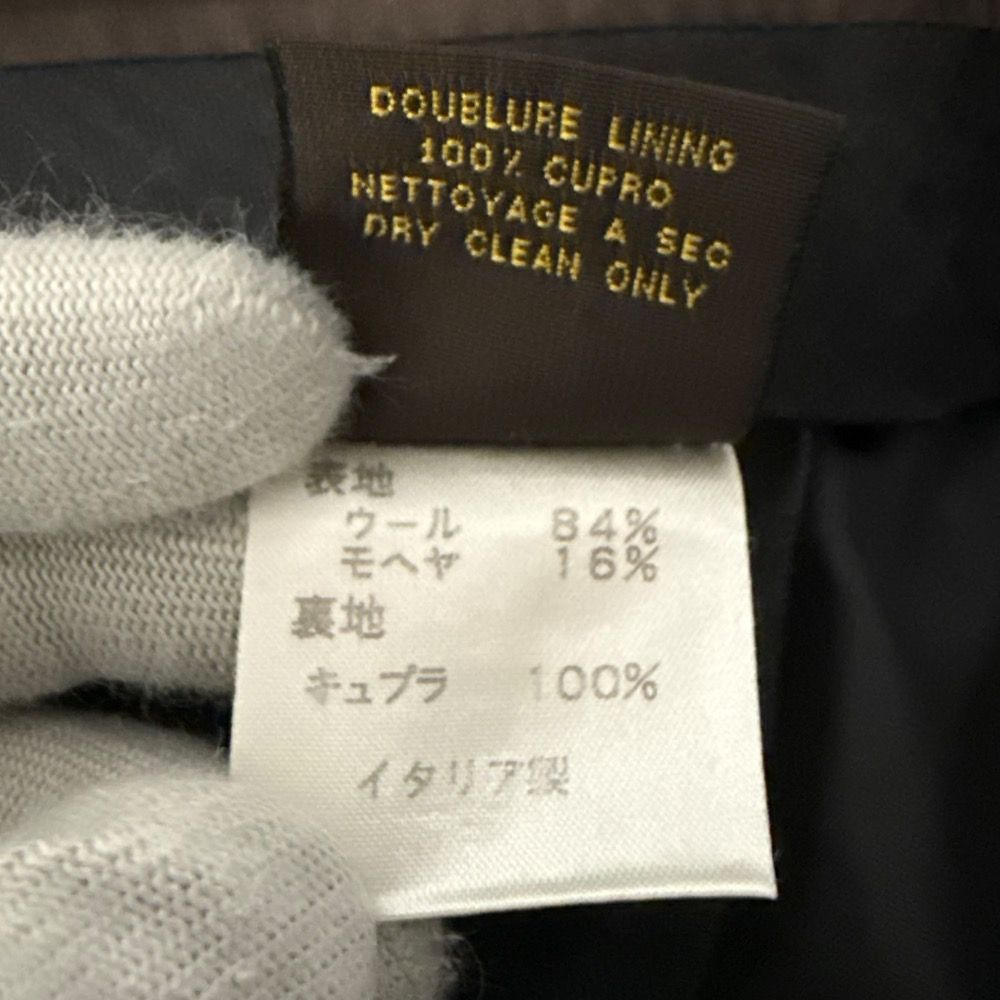 DOUBLURE LINING
100% CUPRO
NETTOYAGE A SEC
DRY CLEAN ONLY
表地
ウール 84%
モヘヤ 16%
裏地
キュプラ 100%
イタリア製